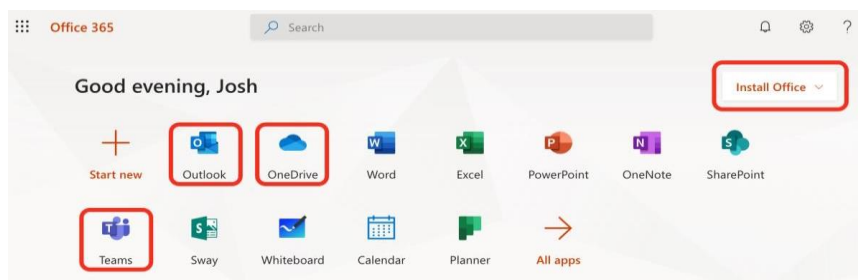 Office 365
Search
?
Good evening, Josh
Install Office
Start new Outlook OneDrive Word Excel PowerPoint OneNote SharePoint
Teams Sway Whiteboard Calendar Planner All apps